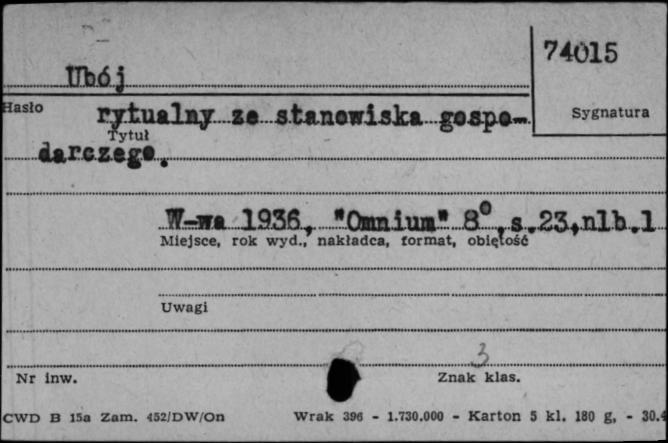 74015
Ubój
Hasło
Sygnatura
rytualny ze stanowiska gospo-
Tytuł
darczego.
W-wa 1936, "Omnium" 8°, s.23, nlb.1
Miejsce, rok wyd., nakładca, format, objętość
Uwagi
3
Nr inw.
Znak klas.
CWD B 15a Zam. 452/DW/On
Wrak 396 - 1.730.000 - Karton 5 kl. 180 g, - 30.4